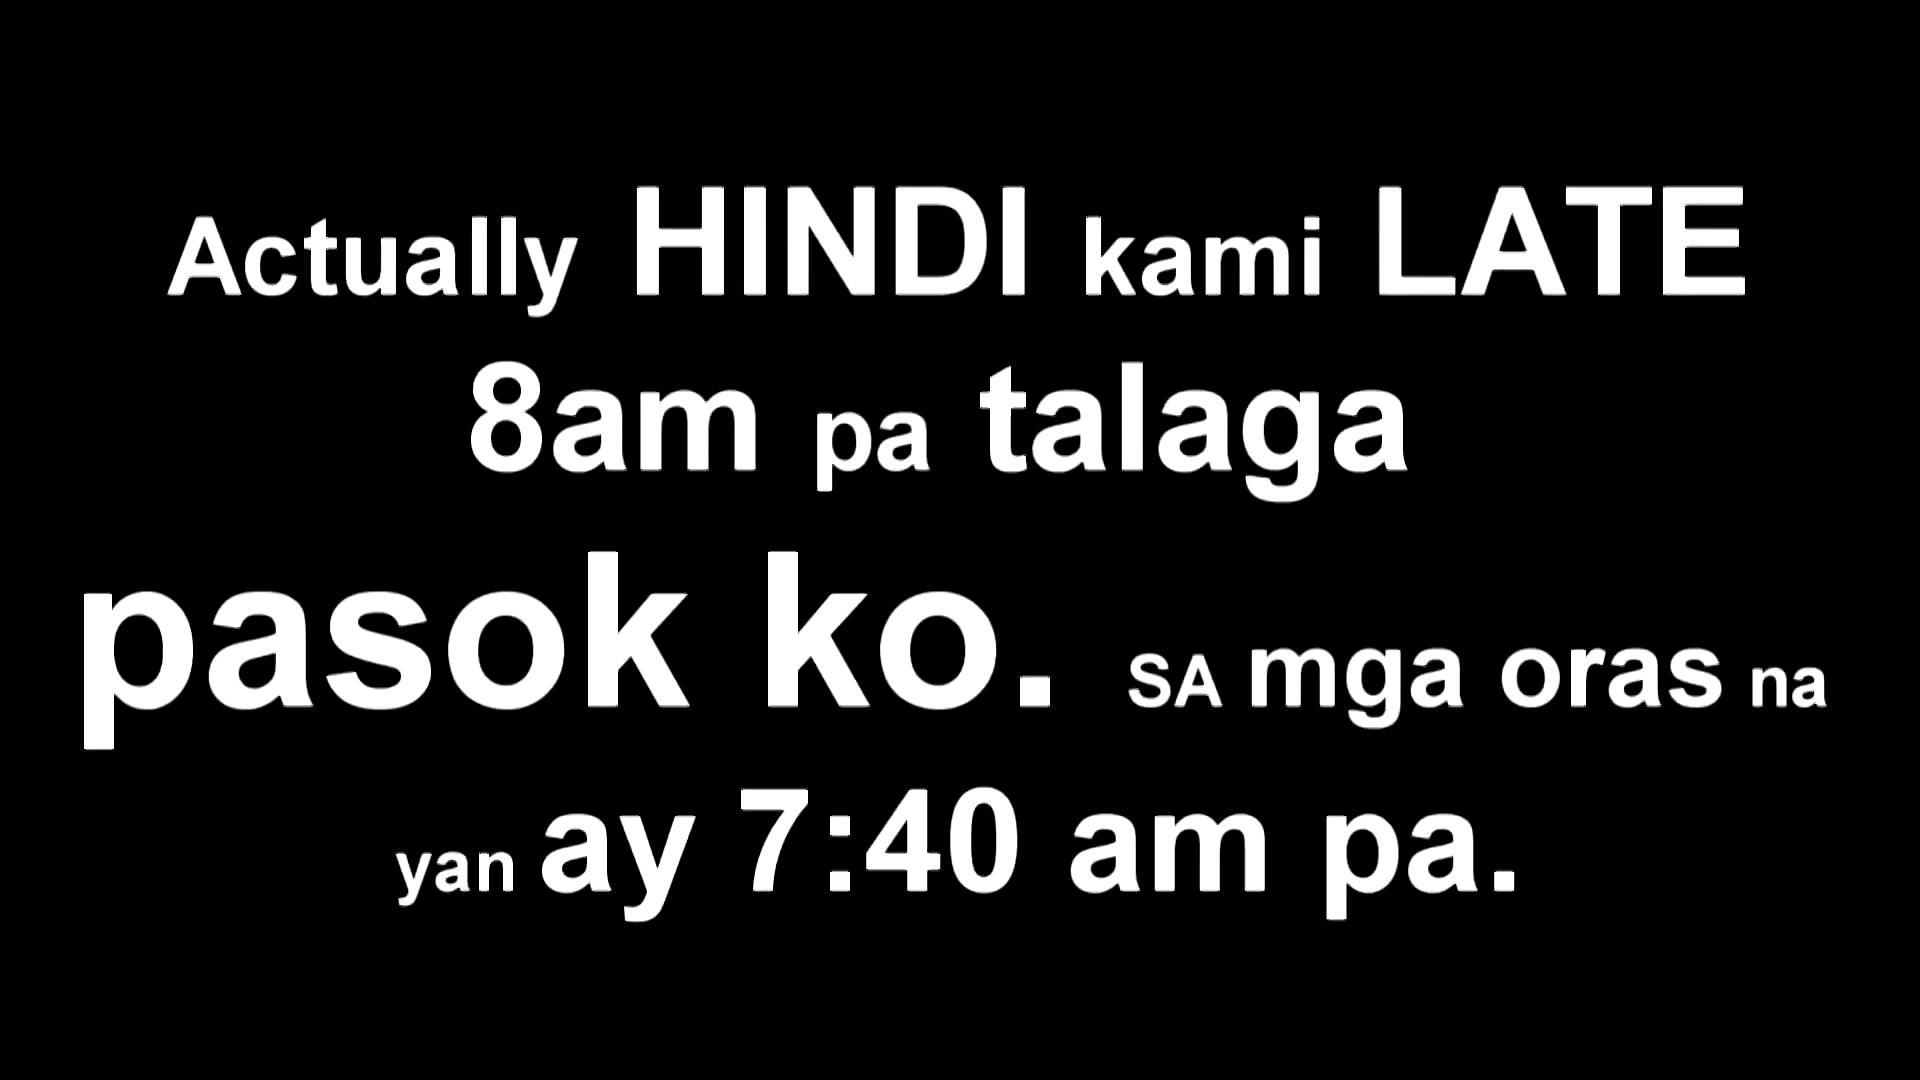 Actually HINDI kami LATE
8am pa talaga
pasok ko. SA mga oras na
yan ay 7:40 am pa.